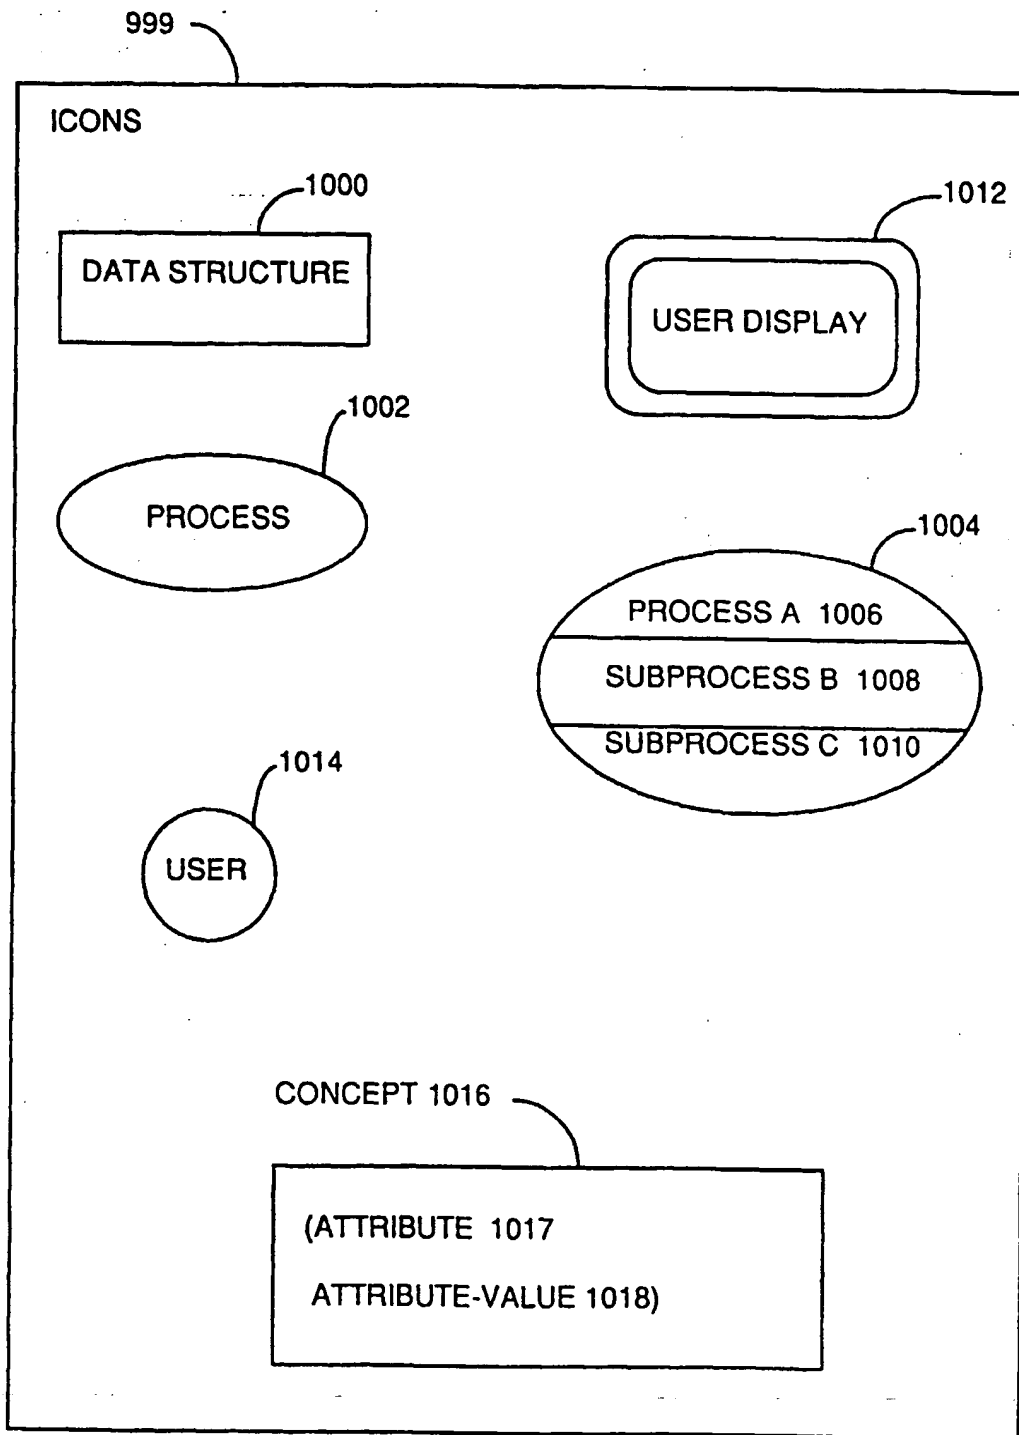 999
ICONS
1000
DATA STRUCTURE
1012
USER DISPLAY
1002
PROCESS
1004
PROCESS A 1006
SUBPROCESS B 1008
SUBPROCESS C 1010
1014
USER
CONCEPT 1016
(ATTRIBUTE 1017
ATTRIBUTE-VALUE 1018)